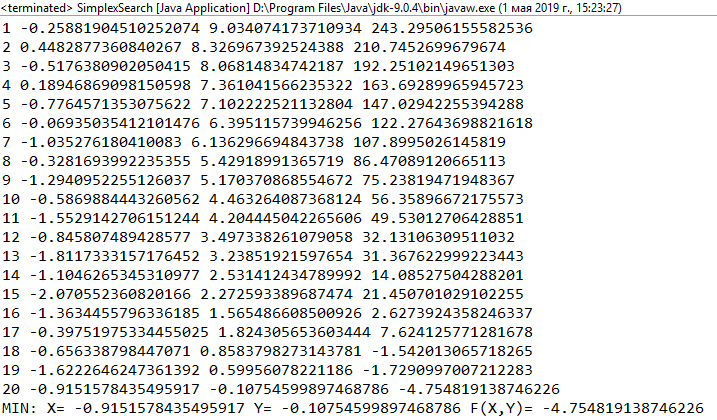 <terminated> SimplexSearch [Java Application] D:\Program Files\Java\jdk-9.0.4\bin\javaw.exe (1 мая 2019 г., 15:23:27)
1 -0.25881904510252074 9.034074173710934 243.29506155582536
2 0.4482877360840267 8.326967392524388 210.7452699679674
3 -0.5176380902050415 8.06814834742187 192.25102149651303
4 0.18946869098150598 7.361041566235322 163.69289965945723
5 -0.7764571353075622 7.102222521132804 147.02942255394288
6 -0.06935035412101476 6.395115739946256 122.27643698821618
7 -1.035276180410083 6.136296694843738 107.8995026145819
8 -0.3281693992235355 5.42918991365719 86.47089120665113
9 -1.2940952255126037 5.170370868554672 75.23819471948367
10 -0.5869884443260562 4.463264087368124 56.35896672175573
11 -1.5529142706151244 4.204445042265606 49.53012706428851
12 -0.845807489428577 3.497338261079058 32.13106309511032
13 -1.8117333157176452 3.23851921597654 31.367622999223443
14 -1.1046265345310977 2.531412434789992 14.08527504288201
15 -2.070552360820166 2.272593389687474 21.450701029102255
16 -1.3634455796336185 1.565486608500926 2.6273924358246337
17 -0.39751975334455025 1.824305653603444 7.624125771281678
18 -0.656338798447071 0.8583798273143781 -1.542013065718265
19 -1.6222646247361392 0.59956078221186 -1.7290997007212283
20 -0.9151578435495917 -0.10754599897468786 -4.754819138746226
MIN: X= -0.9151578435495917 Y= -0.10754599897468786 F(X,Y)= -4.754819138746226